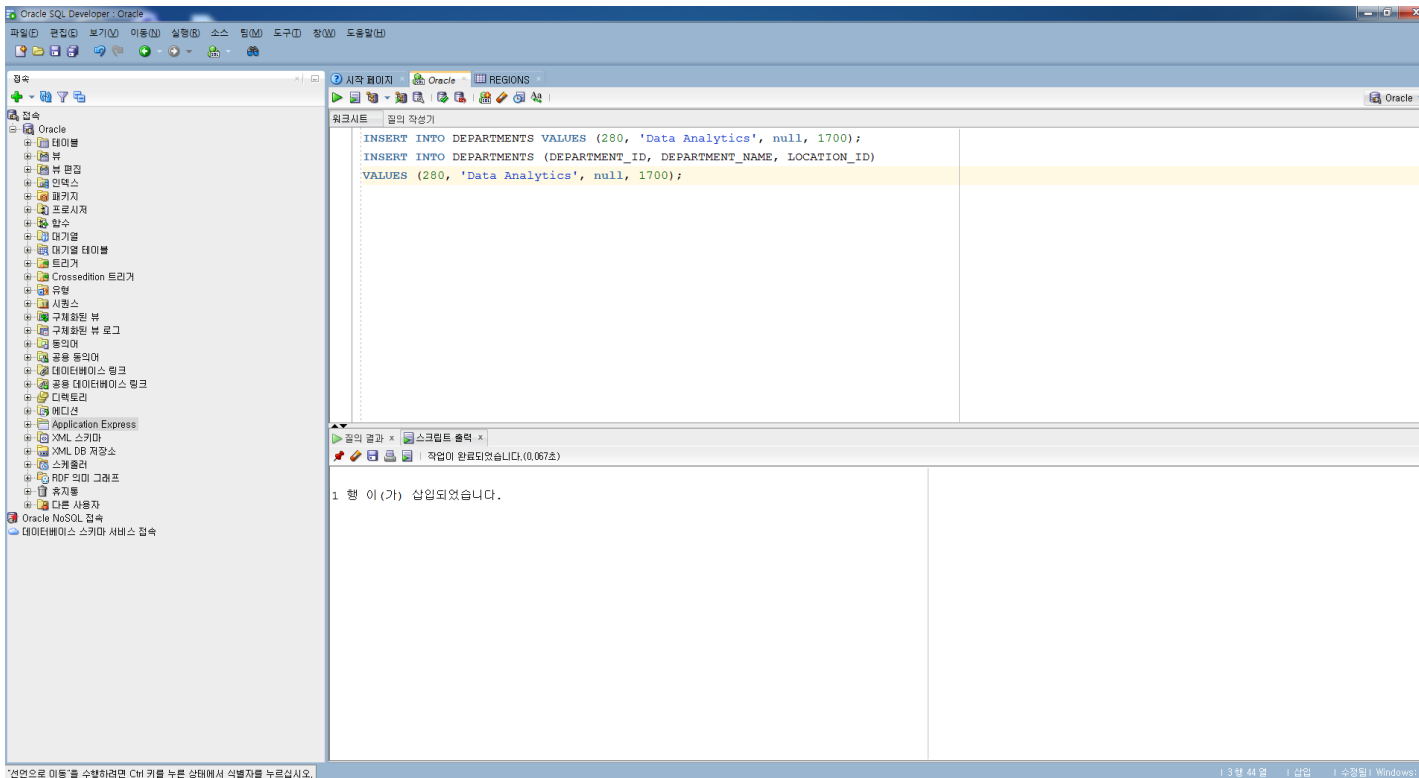 Oracle SQL Developer : Oracle
파일(F) 편집(E) 보기(V) 이동(N) 실행(R) 소스 팀(M) 도구(T) 창(W) 도움말(H)
접속
시작 페이지 Oracle REGIONS
Oracle
워크시트 질의 작성기
접속
Oracle
테이블
뷰
뷰 편집
인덱스
패키지
프로시저
함수
대기열
대기열 테이블
트리거
Crossedition 트리거
유형
시퀀스
구체화된 뷰
구체화된 뷰 로그
동의어
공용 동의어
데이터베이스 링크
공용 데이터베이스 링크
디렉토리
에디션
Application Express
XML 스키마
XML DB 저장소
스케줄러
RDF 의미 그래프
휴지통
다른 사용자
Oracle NoSQL 접속
데이터베이스 스키마 서비스 접속
INSERT INTO DEPARTMENTS VALUES (280, 'Data Analytics', null, 1700);
INSERT INTO DEPARTMENTS (DEPARTMENT_ID, DEPARTMENT_NAME, LOCATION_ID)
VALUES (280, 'Data Analytics', null, 1700);
질의 결과 × 스크립트 출력 ×
작업이 완료되었습니다.(0,067초)
1 행 이(가) 삽입되었습니다.
"선언으로 이동"을 수행하려면 Ctrl 키를 누른 상태에서 식별자를 누르십시오.
3 행 44 열 삽입 수정됨 Windows: